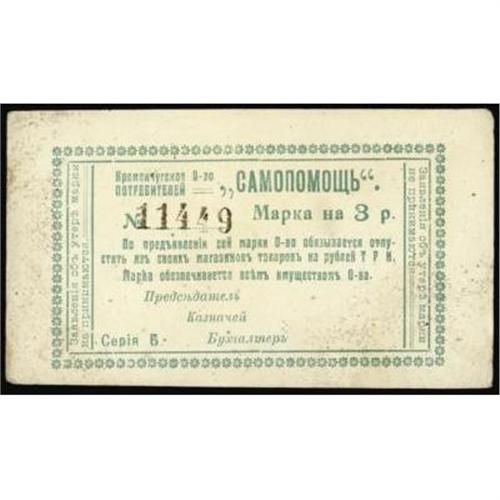 Кременчугское О-во
ПОТРЕБИТЕЛЕЙ
„САМОПОМОЩЬ“.
№ 11449 Марка на 3 р.
По предъявленіи сей марки О-во обязывается отпу-
стить изъ своихъ магазиновъ товаровъ на рублей ТРИ.
Марка обезпечивается всѣмъ имуществомъ О-ва.
Предсѣдатель
Казначей
Серія Б. Бухгалтеръ
Заявленія объ утерѣ марки
не принимаются.
Заявленія объ утерѣ марки
не принимаются.